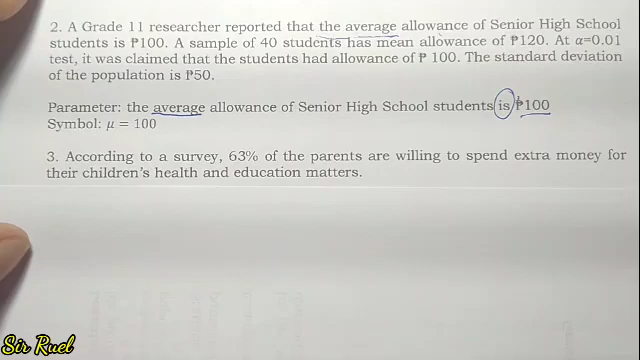 2. A Grade 11 researcher reported that the average allowance of Senior High School
students is ₱100. A sample of 40 students has mean allowance of ₱120. At α=0.01
test, it was claimed that the students had allowance of ₱ 100. The standard deviation
of the population is ₱50.
Parameter: the average allowance of Senior High School students is ₱100
Symbol: μ = 100
3. According to a survey, 63% of the parents are willing to spend extra money for
their children's health and education matters.
Sir Ruel